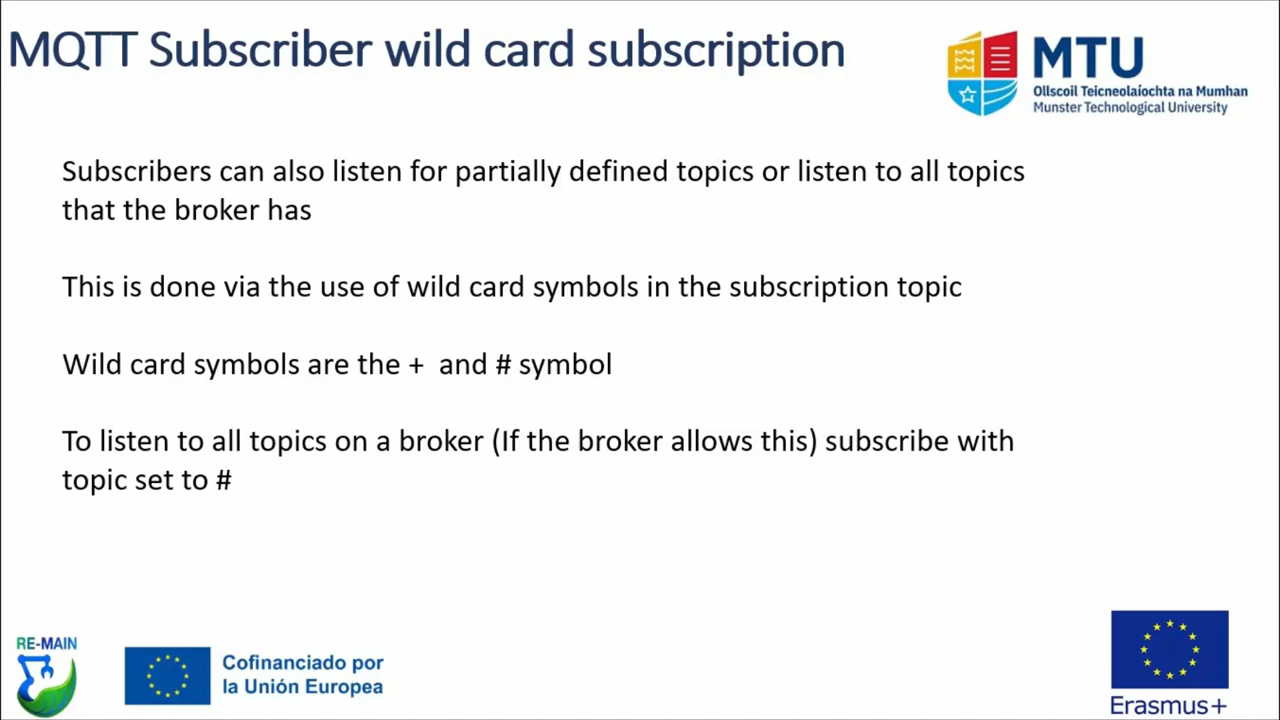 MQTT Subscriber wild card subscription
MTU
Ollscoil Teicneolaíochta na Mumhan
Munster Technological University
Subscribers can also listen for partially defined topics or listen to all topics
that the broker has
This is done via the use of wild card symbols in the subscription topic
Wild card symbols are the +  and # symbol
To listen to all topics on a broker (If the broker allows this) subscribe with
topic set to #
RE-MAIN
Cofinanciado por
la Unión Europea
Erasmus+